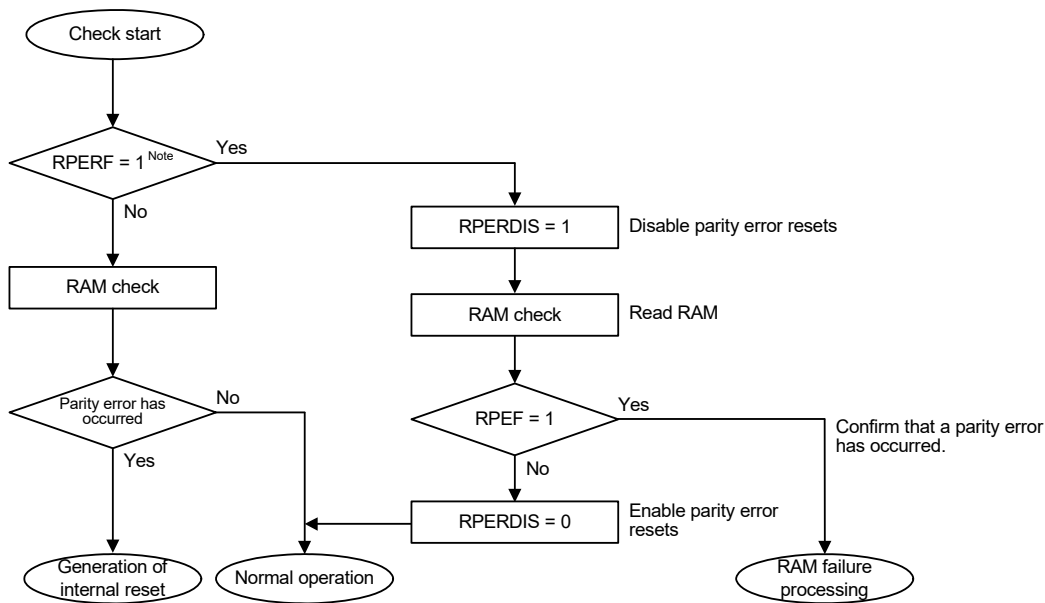 Check start
RPERF = 1 Note
Yes
No
RPERDIS = 1
Disable parity error resets
RAM check
RAM check
Read RAM
Parity error has
occurred
No
Yes
RPEF = 1
Yes
No
Confirm that a parity error
has occurred.
RPERDIS = 0
Enable parity error
resets
Generation of
internal reset
Normal operation
RAM failure
processing